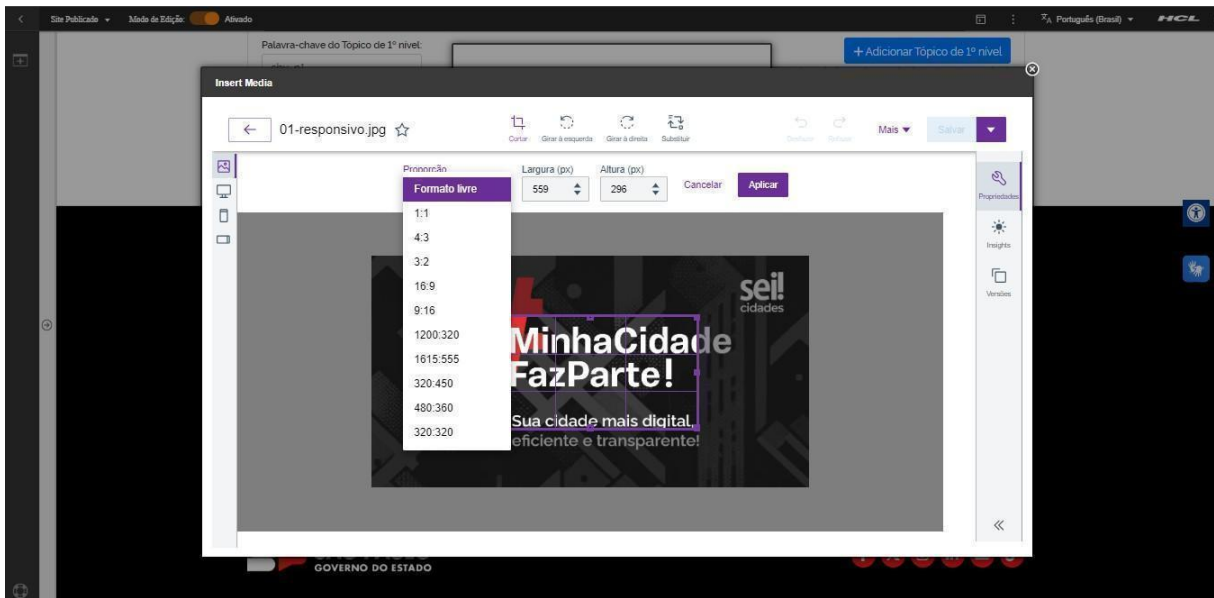 Site Publicado
Modo de Edição:
Ativado
Português (Brasil)
HCL
Palavra-chave do Tópico de 1º nível:
+ Adicionar Tópico de 1º nível
Insert Media
01-responsivo.jpg
Cortar
Girar à esquerda
Girar à direita
Substituir
Mais
Salvar
Proporção
Largura (px)
Altura (px)
Formato livre
559
296
Cancelar
Aplicar
1:1
4:3
3:2
16:9
9:16
1200:320
1615:555
320:450
480:360
320:320
sei!
cidades
MinhaCidade
FazParte!
Sua cidade mais digital,
eficiente e transparente!
Propriedades
Insights
Versões
GOVERNO DO ESTADO